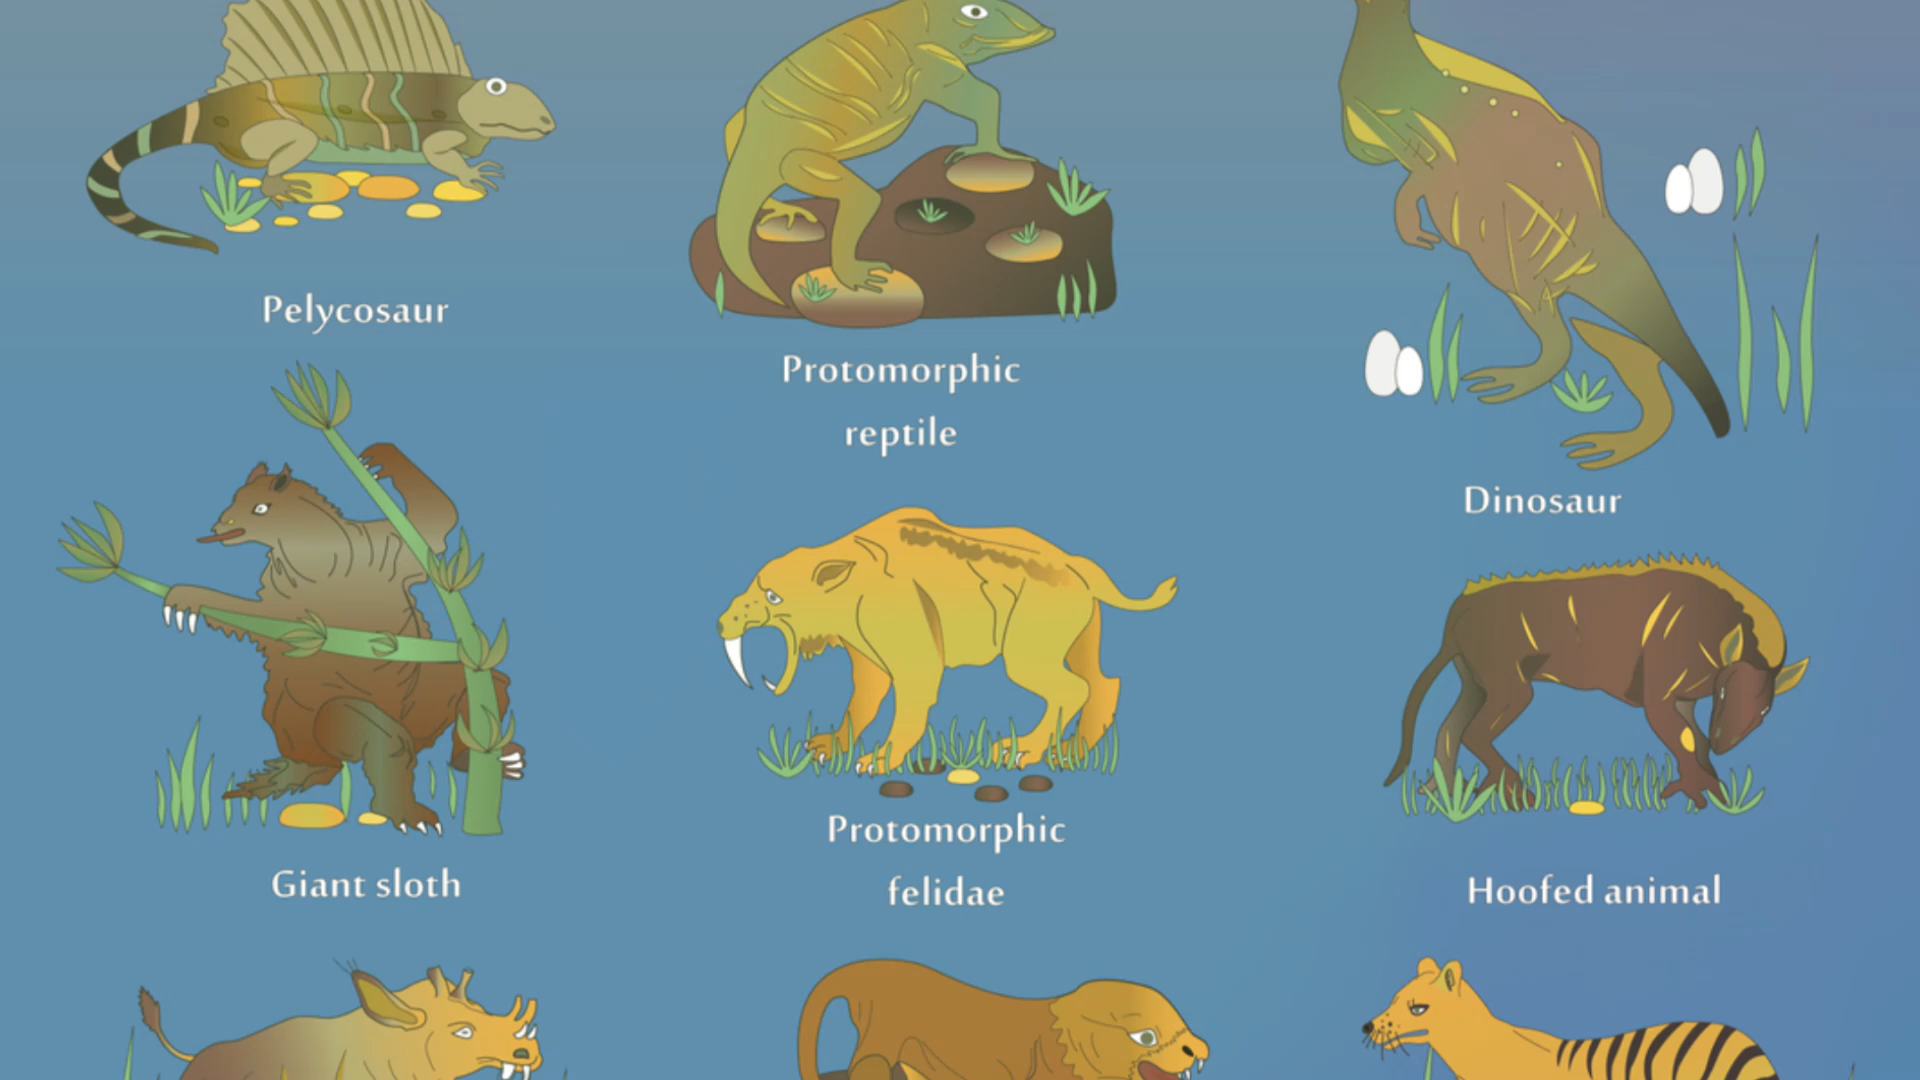 Pelycosaur
Protomorphic
reptile
Dinosaur
Giant sloth
Protomorphic
felidae
Hoofed animal